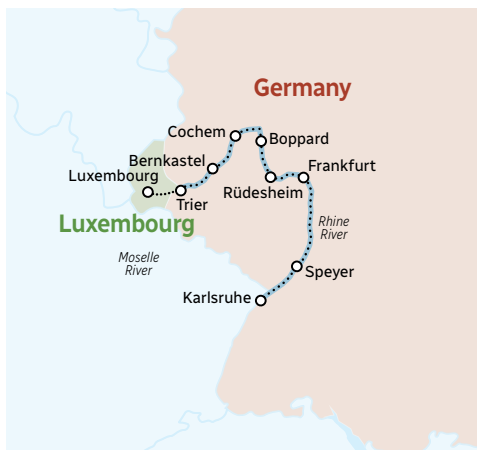 Germany
Cochem
Boppard
Bernkastel
Frankfurt
Luxembourg
Rüdesheim
Trier
Luxembourg
Rhine
River
Moselle
River
Speyer
Karlsruhe